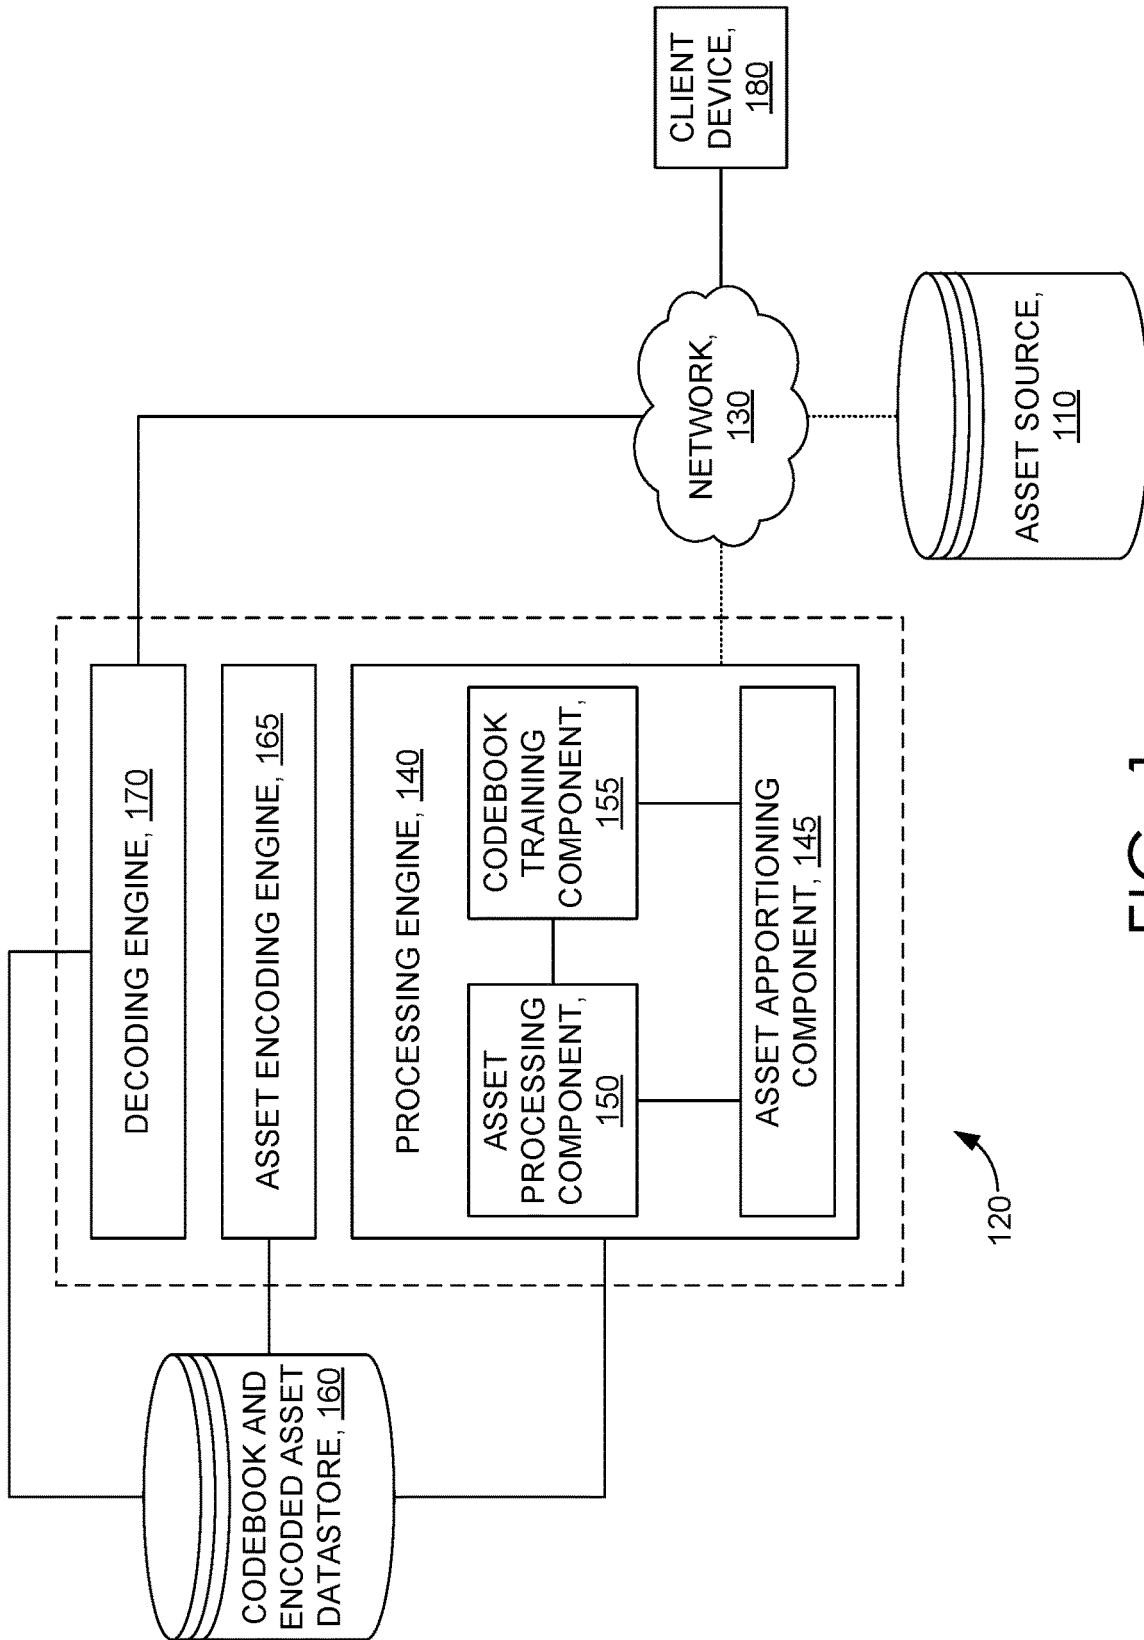 CODEBOOK AND
ENCODED ASSET
DATASTORE, 160
DECODING ENGINE, 170
ASSET ENCODING ENGINE, 165
PROCESSING ENGINE, 140
ASSET
PROCESSING
COMPONENT,
150
CODEBOOK
TRAINING
COMPONENT,
155
ASSET APPORTIONING
COMPONENT, 145
120
NETWORK,
130
CLIENT
DEVICE,
180
ASSET SOURCE,
110
FIG. 1